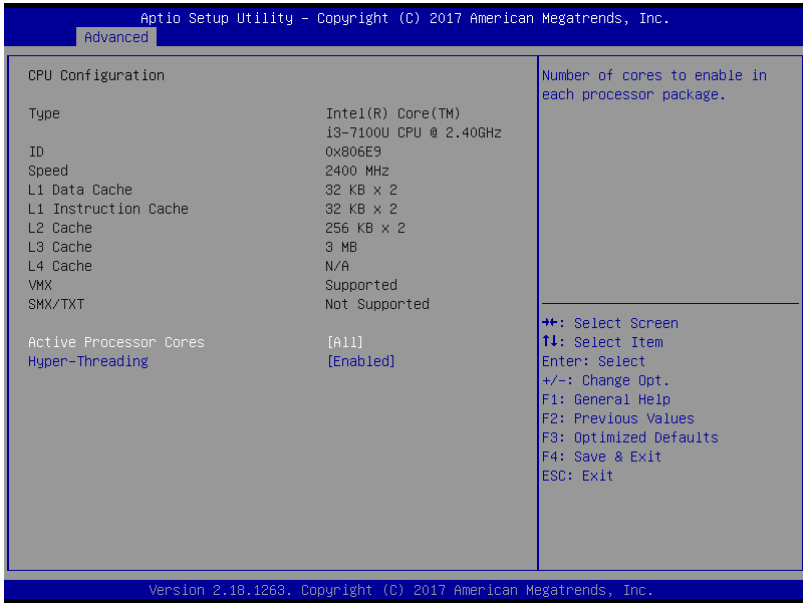 Aptio Setup Utility – Copyright (C) 2017 American Megatrends, Inc.
Advanced
CPU Configuration
Type Intel(R) Core(TM)
i3-7100U CPU @ 2.40GHz
ID 0x806E9
Speed 2400 MHz
L1 Data Cache 32 KB x 2
L1 Instruction Cache 32 KB x 2
L2 Cache 256 KB x 2
L3 Cache 3 MB
L4 Cache N/A
VMX Supported
SMX/TXT Not Supported
Active Processor Cores [All]
Hyper-Threading [Enabled]
Number of cores to enable in
each processor package.
→←: Select Screen
↑↓: Select Item
Enter: Select
+/-: Change Opt.
F1: General Help
F2: Previous Values
F3: Optimized Defaults
F4: Save & Exit
ESC: Exit
Version 2.18.1263. Copyright (C) 2017 American Megatrends, Inc.